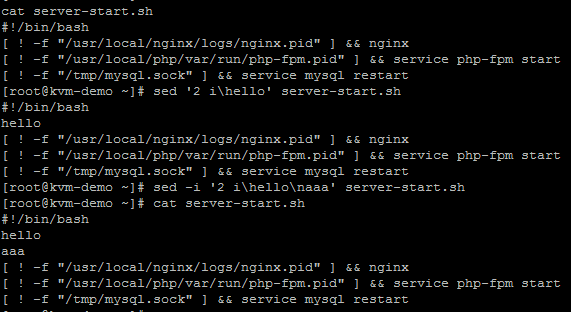 cat server-start.sh
#!/bin/bash
[ ! -f "/usr/local/nginx/logs/nginx.pid" ] && nginx
[ ! -f "/usr/local/php/var/run/php-fpm.pid" ] && service php-fpm start
[ ! -f "/tmp/mysql.sock" ] && service mysql restart
[root@kvm-demo ~]# sed '2 i\hello' server-start.sh
#!/bin/bash
hello
[ ! -f "/usr/local/nginx/logs/nginx.pid" ] && nginx
[ ! -f "/usr/local/php/var/run/php-fpm.pid" ] && service php-fpm start
[ ! -f "/tmp/mysql.sock" ] && service mysql restart
[root@kvm-demo ~]# sed -i '2 i\hello\naaa' server-start.sh
[root@kvm-demo ~]# cat server-start.sh
#!/bin/bash
hello
aaa
[ ! -f "/usr/local/nginx/logs/nginx.pid" ] && nginx
[ ! -f "/usr/local/php/var/run/php-fpm.pid" ] && service php-fpm start
[ ! -f "/tmp/mysql.sock" ] && service mysql restart